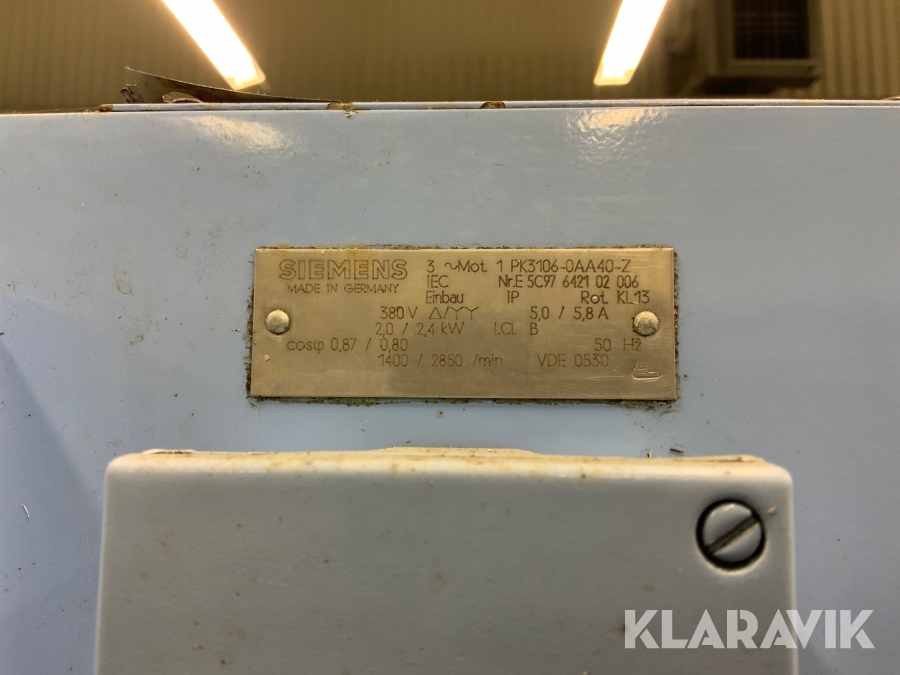 SIEMENS 3 ~Mot. 1 PK3106-0AA40-Z
MADE IN GERMANY IEC Nr.E 5C97 6421 02 006
Einbau IP Rot. KL13
380 V Δ/YY 5,0 / 5,8 A
2,0 / 2,4 kW I.CL B
cosφ 0,87 / 0,80 50 Hz
1400 / 2850 /min VDE 0530
KLARAVIK